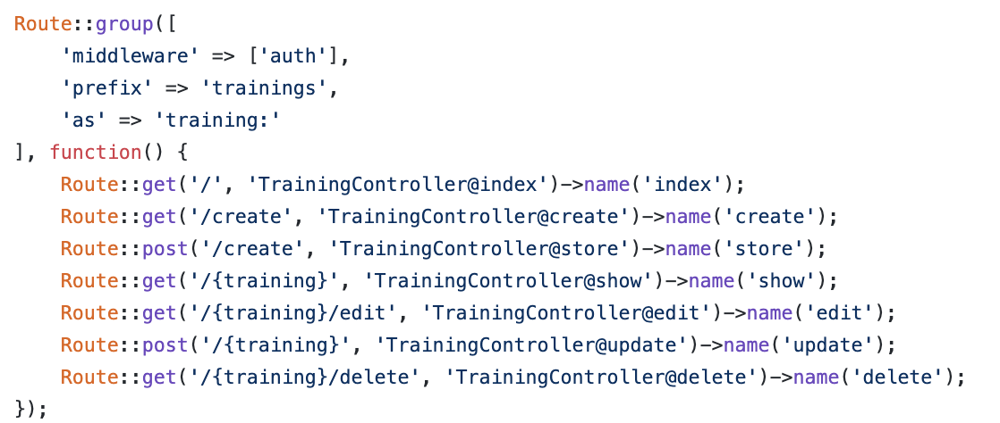 Route::group([
    'middleware' => ['auth'],
    'prefix' => 'trainings',
    'as' => 'training:'
], function() {
    Route::get('/', 'TrainingController@index')->name('index');
    Route::get('/create', 'TrainingController@create')->name('create');
    Route::post('/create', 'TrainingController@store')->name('store');
    Route::get('/{training}', 'TrainingController@show')->name('show');
    Route::get('/{training}/edit', 'TrainingController@edit')->name('edit');
    Route::post('/{training}', 'TrainingController@update')->name('update');
    Route::get('/{training}/delete', 'TrainingController@delete')->name('delete');
});